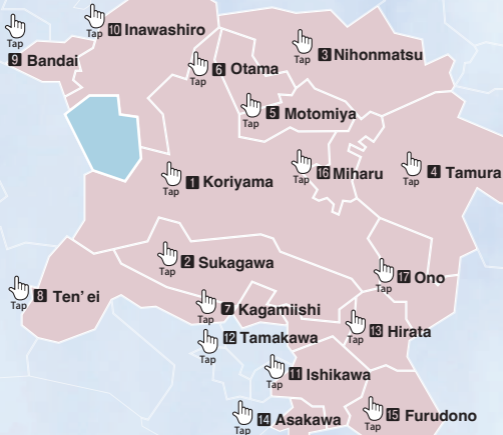 Tap
10 Inawashiro
Tap
9 Bandai
Tap
3 Nihonmatsu
Tap
6 Otama
Tap
5 Motomiya
Tap
1 Koriyama
Tap
16 Miharu
Tap
4 Tamura
Tap
2 Sukagawa
Tap
17 Ono
Tap
8 Ten'ei
Tap
7 Kagamiishi
Tap
12 Tamakawa
Tap
13 Hirata
Tap
11 Ishikawa
Tap
14 Asakawa
Tap
15 Furudono